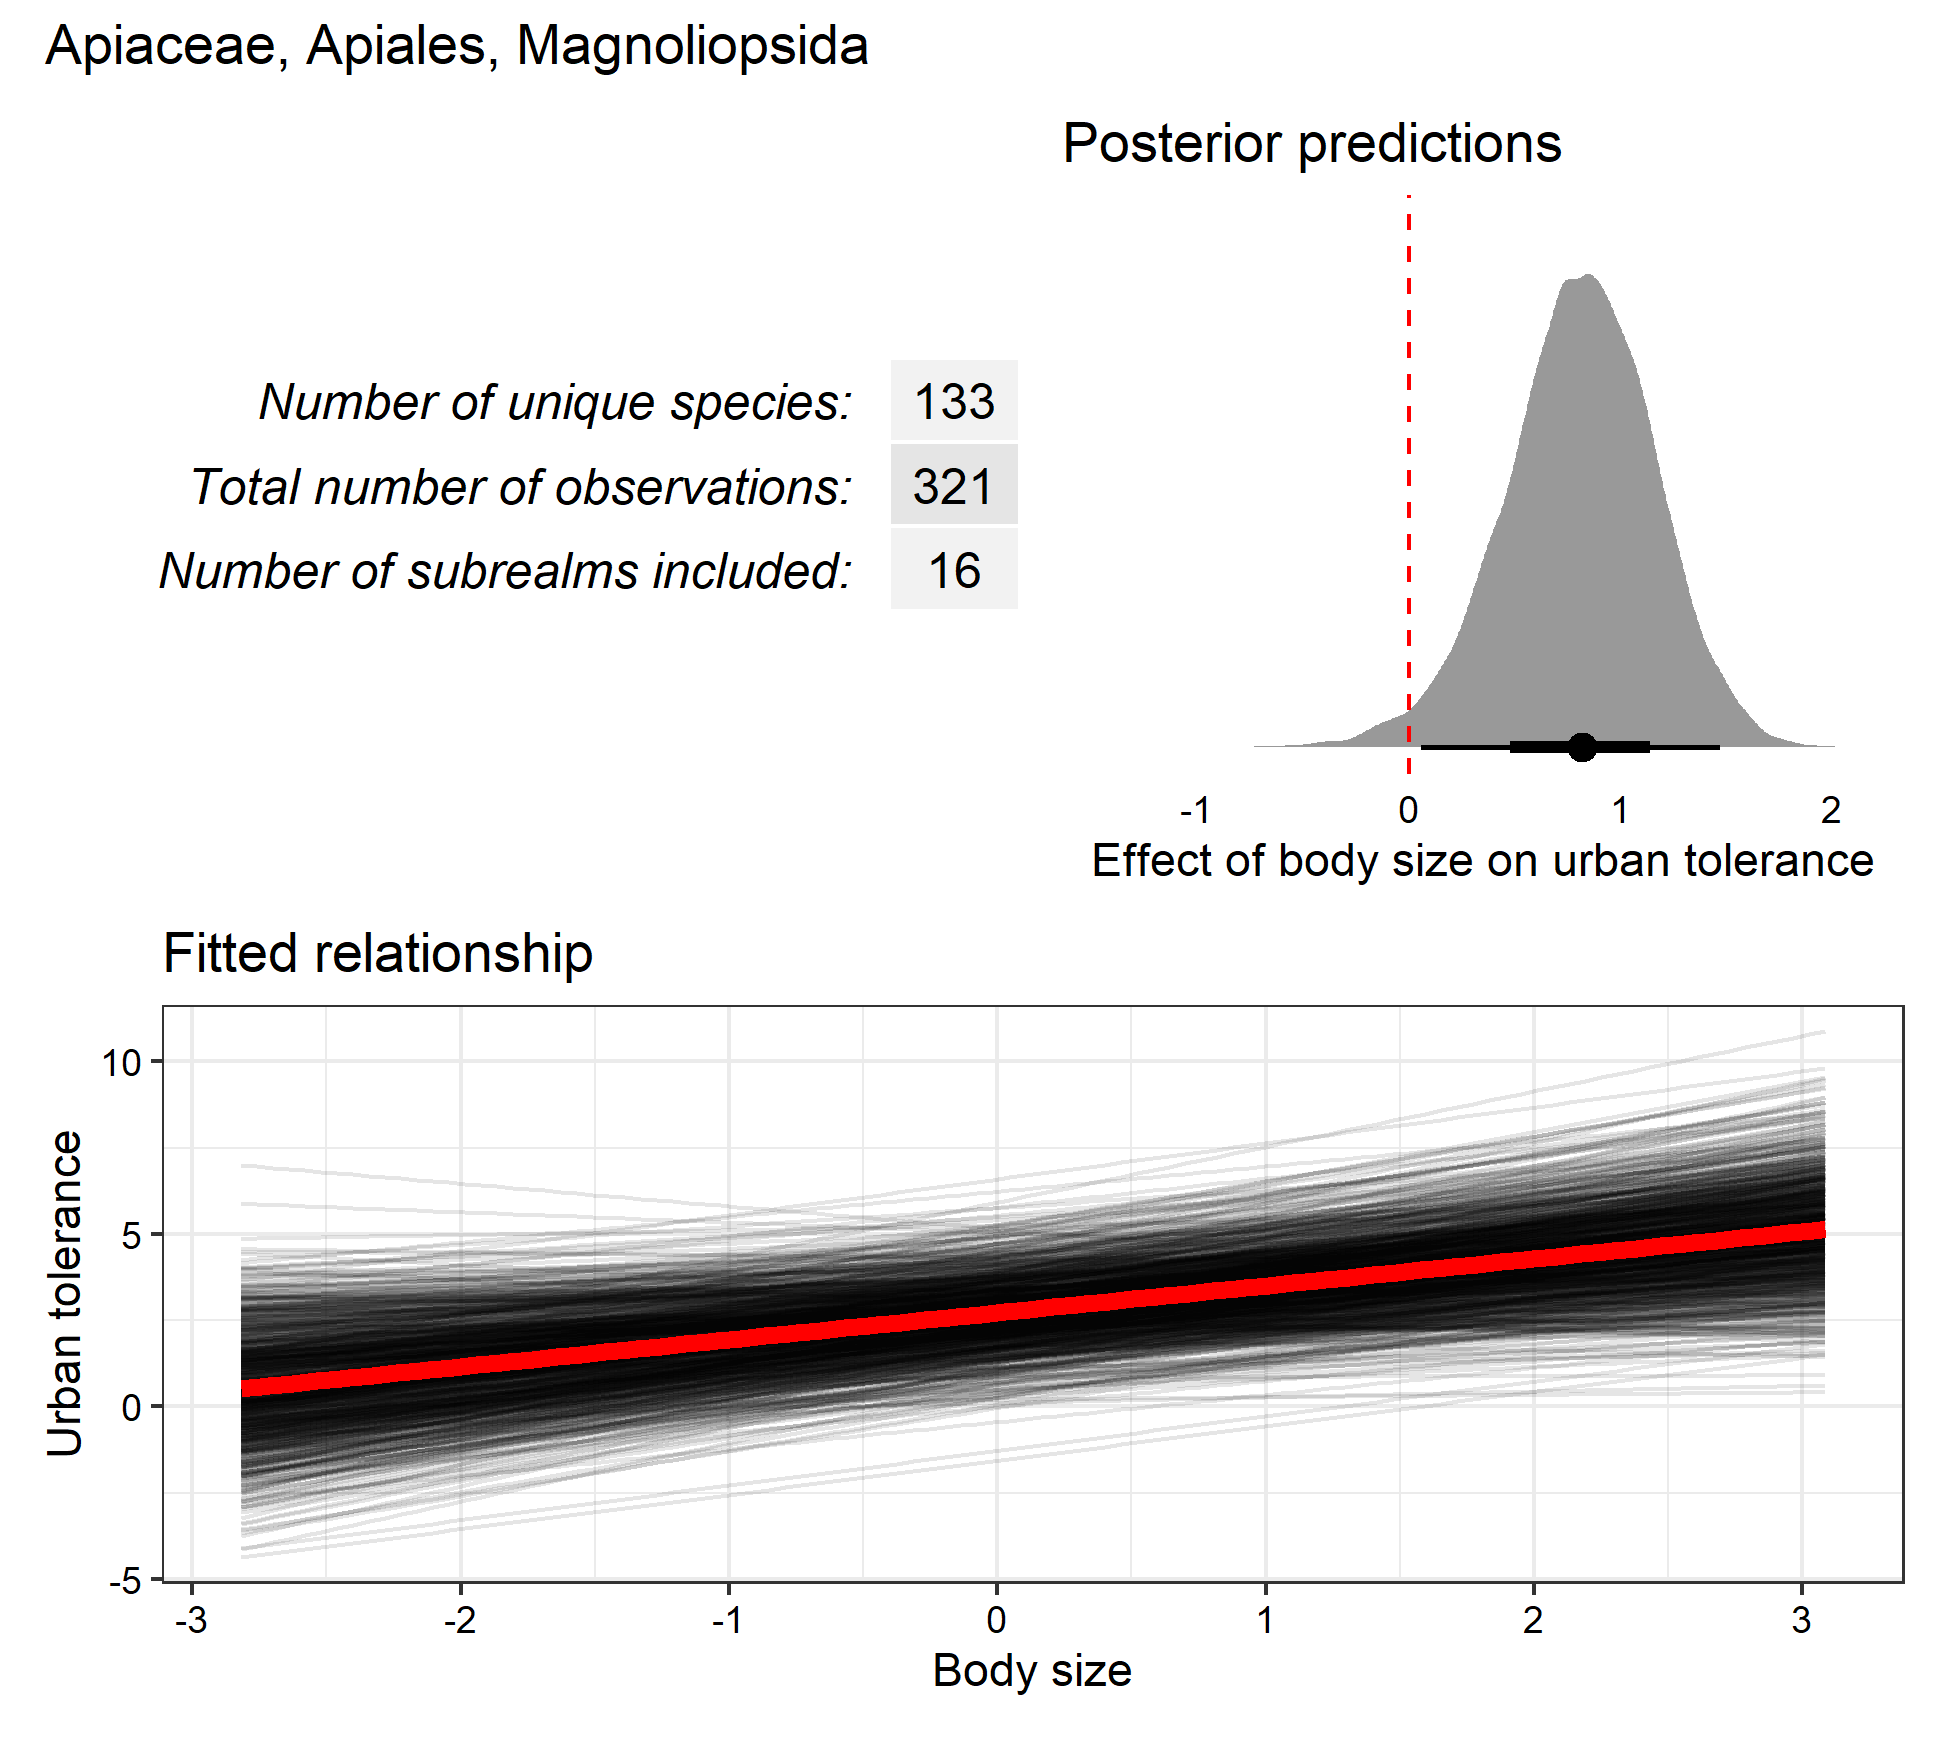 Apiaceae, Apiales, Magnoliopsida
Posterior predictions
Number of unique species: 133
Total number of observations: 321
Number of subrealms included: 16
-1 0 1 2
Effect of body size on urban tolerance
Fitted relationship
10
5
0
-5
Urban tolerance
-3 -2 -1 0 1 2 3
Body size